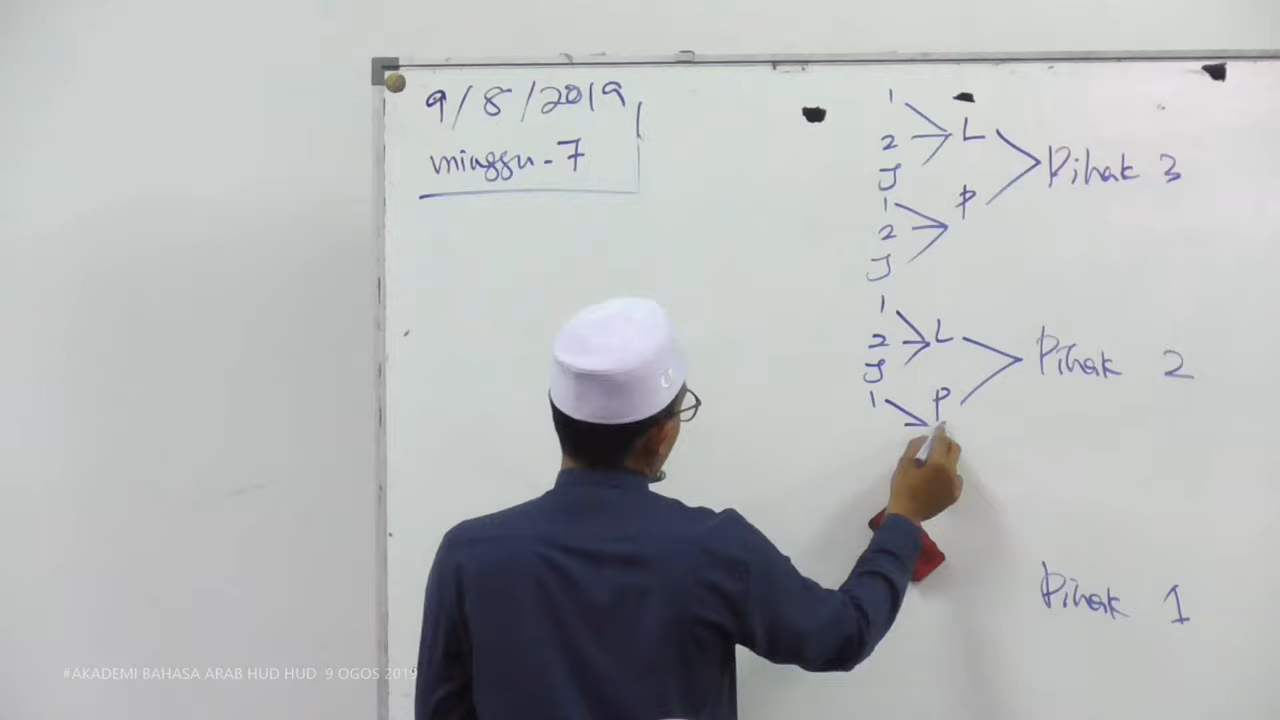 9/8/2019
minggu - 7
1
2 L
J
Pihak 3
1 P
2
J
1
2 L
J
Pihak 2
1 P
Pihak 1
#AKADEMI BAHASA ARAB HUD HUD 9 OGOS 2019